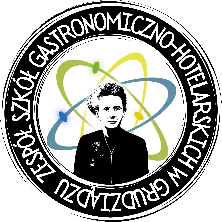 ZESPÓŁ SZKÓŁ GASTRONOMICZNO-HOTELARSKICH W GRUDZIĄDZU